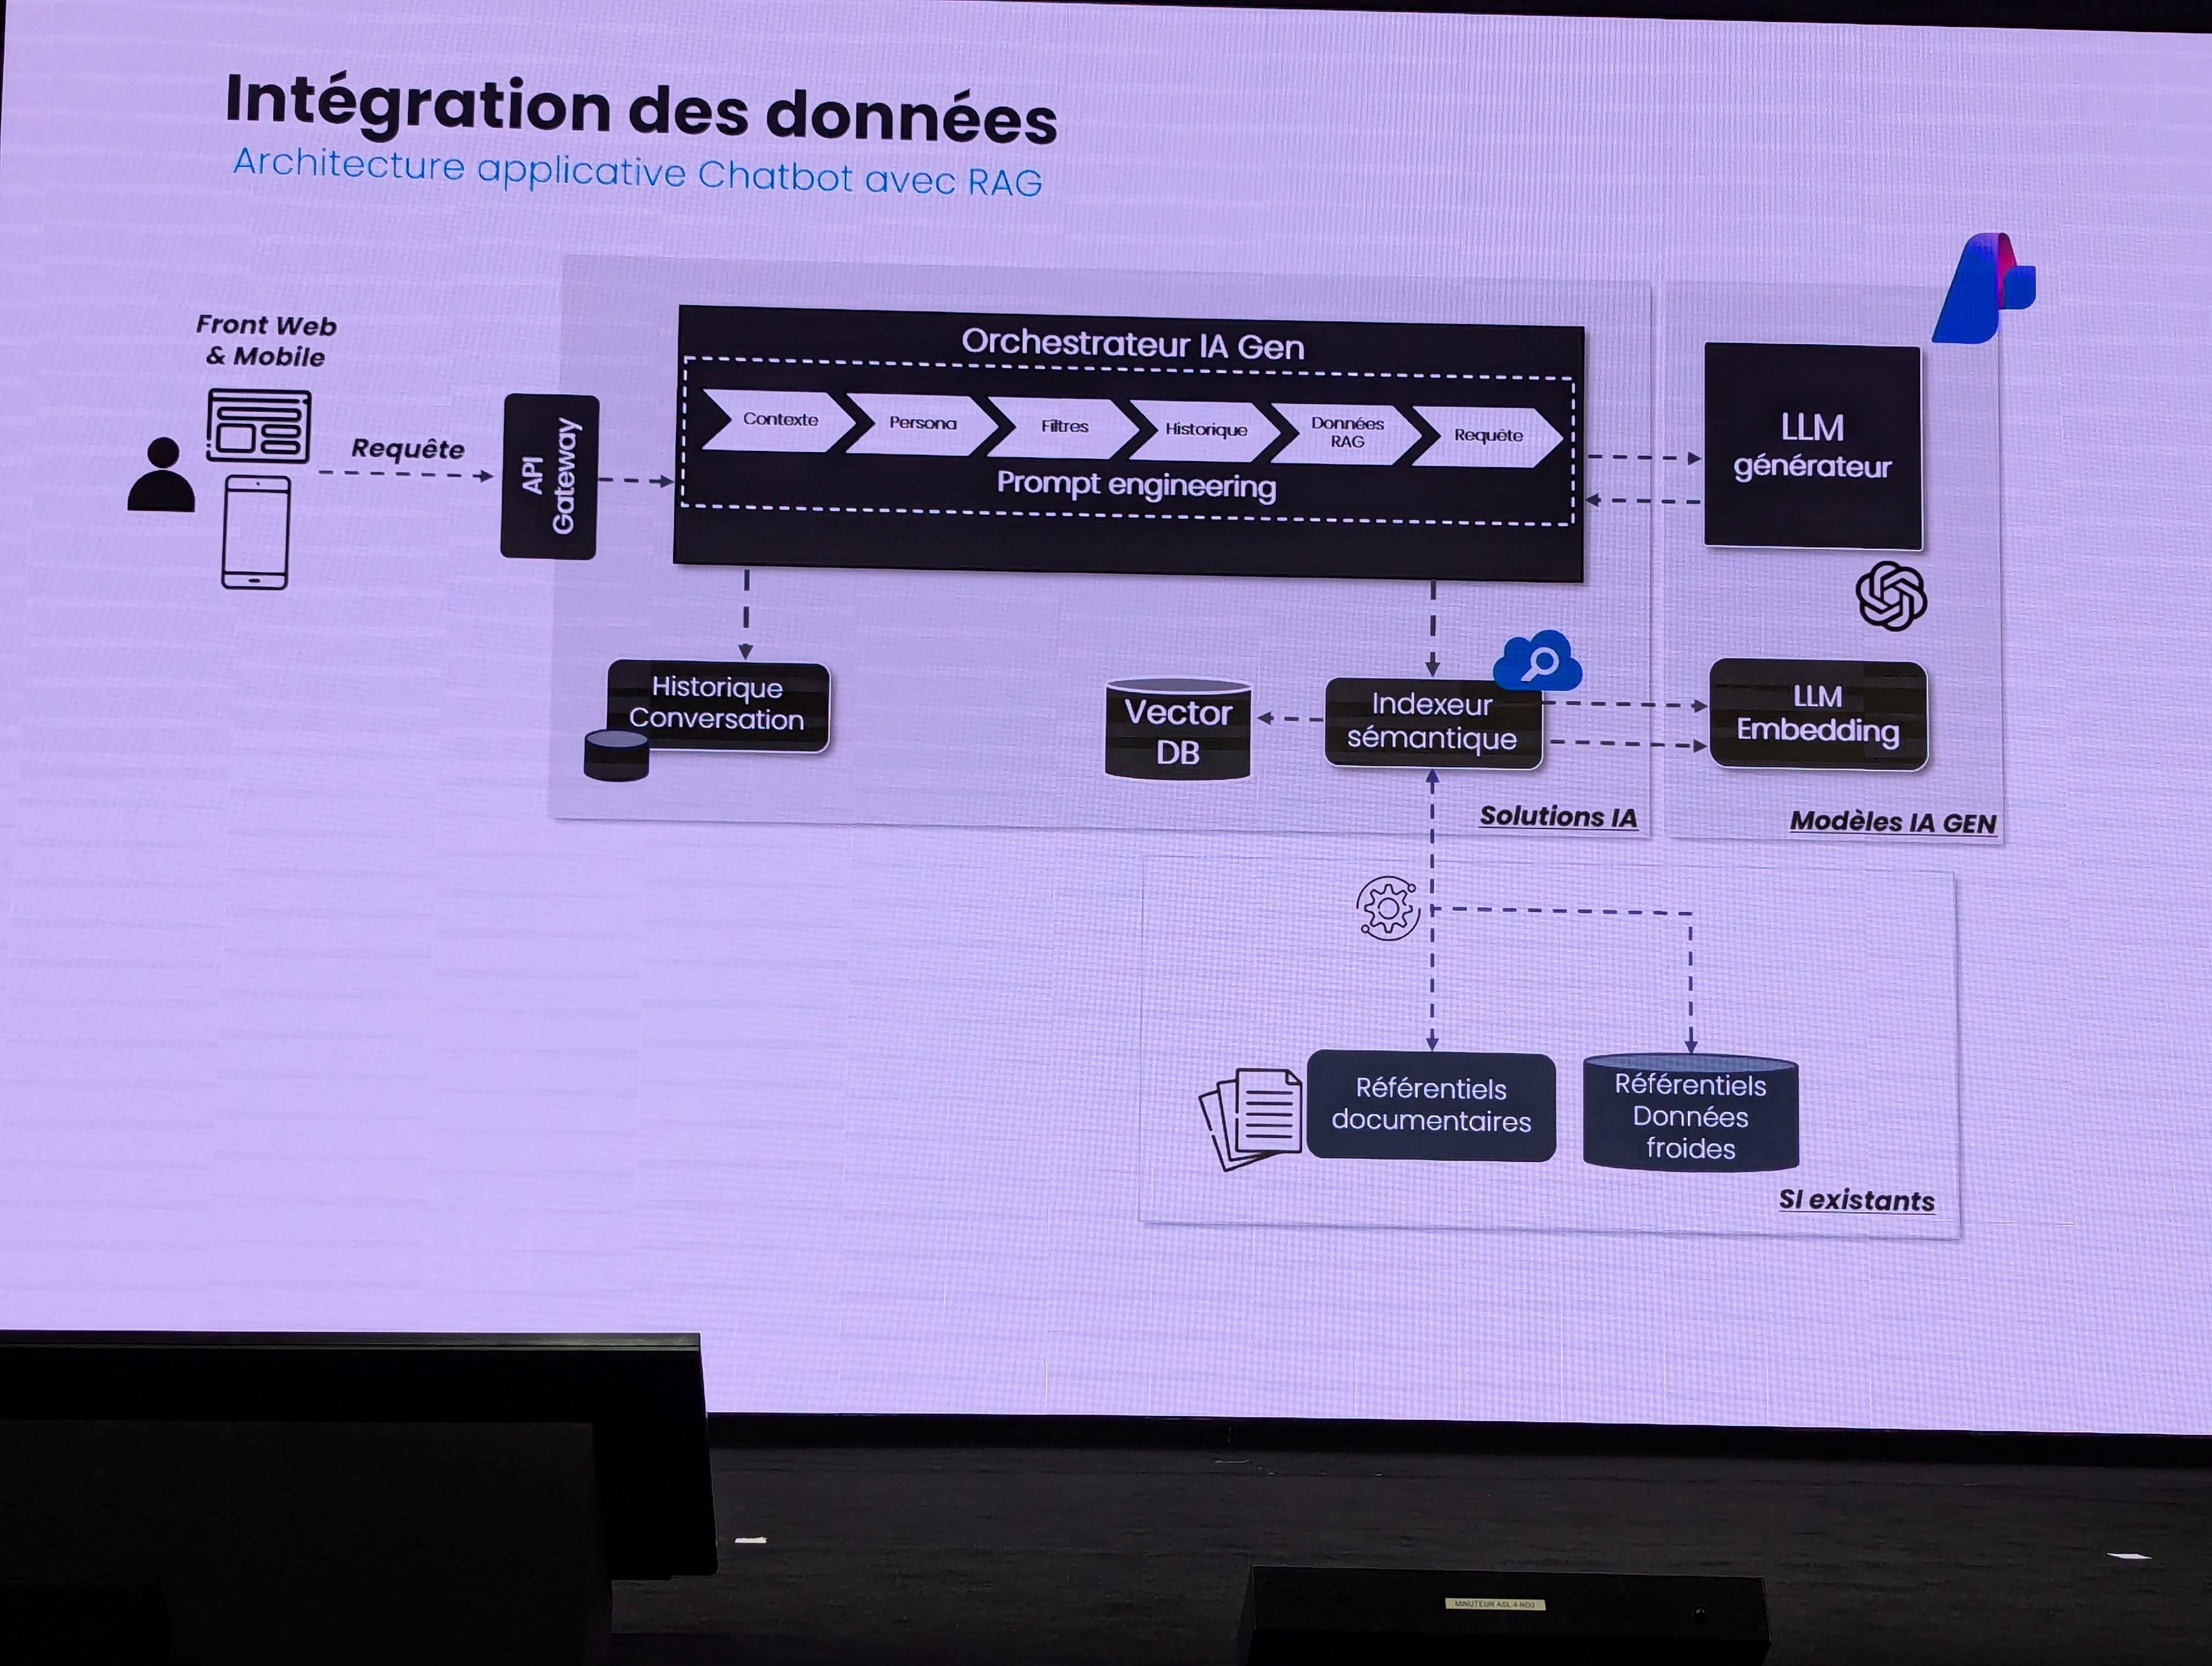 Intégration des données
Architecture applicative Chatbot avec RAG
Front Web
& Mobile
Requête
API
Gateway
Orchestrateur IA Gen
Contexte
Persona
Filtres
Historique
Données
RAG
Requête
Prompt engineering
LLM
générateur
Historique
Conversation
Vector
DB
Indexeur
sémantique
LLM
Embedding
Solutions IA
Modèles IA GEN
Référentiels
documentaires
Référentiels
Données
froides
SI existants
MINUTEUR ASL 4-ND3